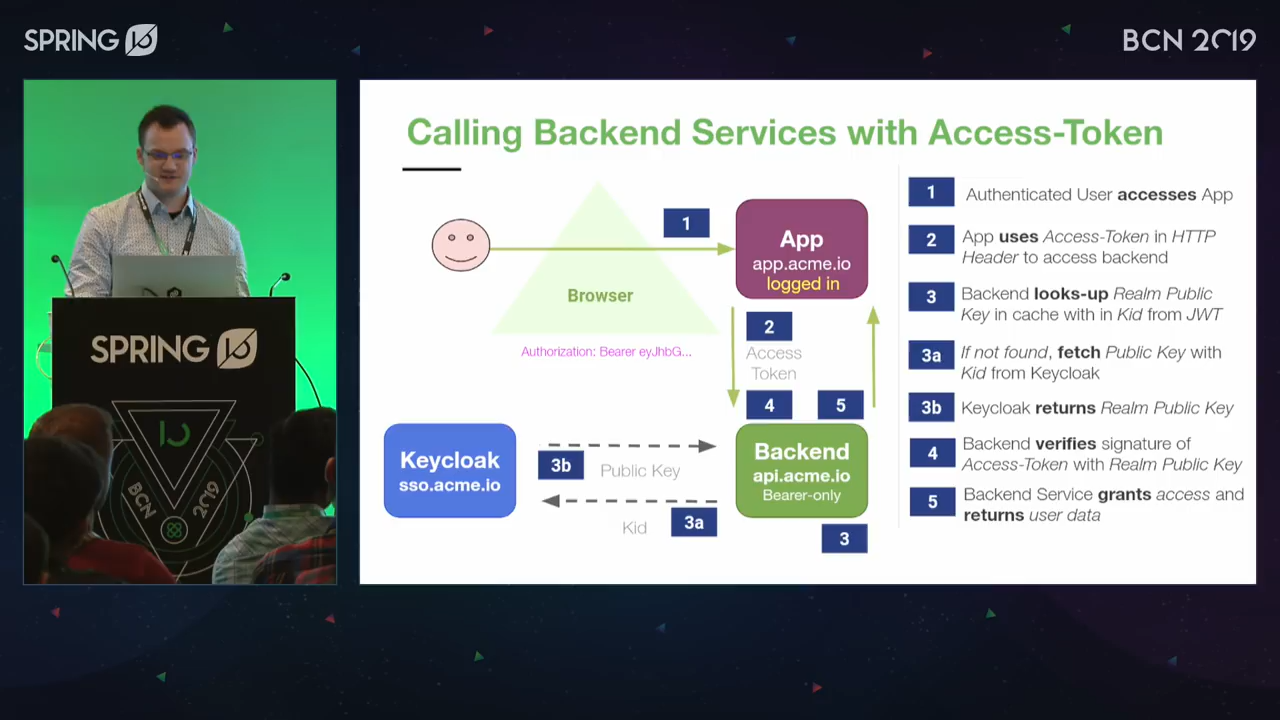 SPRING IO
BCN 2019
Calling Backend Services with Access-Token
1
App
app.acme.io
logged in
Browser
Authorization: Bearer eyJhbG...
2
Access
Token
4
5
Keycloak
sso.acme.io
3b
Public Key
Kid
3a
Backend
api.acme.io
Bearer-only
3
1 Authenticated User accesses App
2 App uses Access-Token in HTTP
Header to access backend
3 Backend looks-up Realm Public
Key in cache with in Kid from JWT
3a If not found, fetch Public Key with
Kid from Keycloak
3b Keycloak returns Realm Public Key
4 Backend verifies signature of
Access-Token with Realm Public Key
5 Backend Service grants access and
returns user data
SPRING IO
IO
BCN
2019